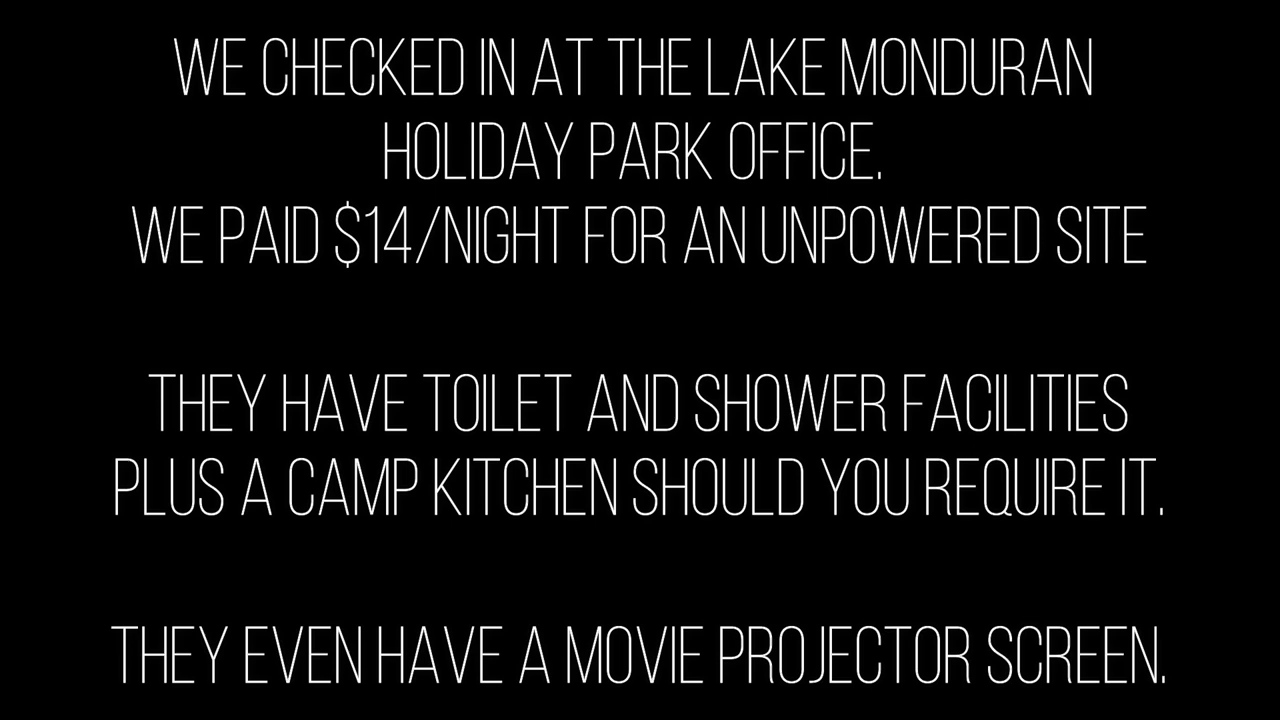 WE CHECKED IN AT THE LAKE MONDURAN
HOLIDAY PARK OFFICE.
WE PAID $14/NIGHT FOR AN UNPOWERED SITE
THEY HAVE TOILET AND SHOWER FACILITIES
PLUS A CAMP KITCHEN SHOULD YOU REQUIRE IT.
THEY EVEN HAVE A MOVIE PROJECTOR SCREEN.